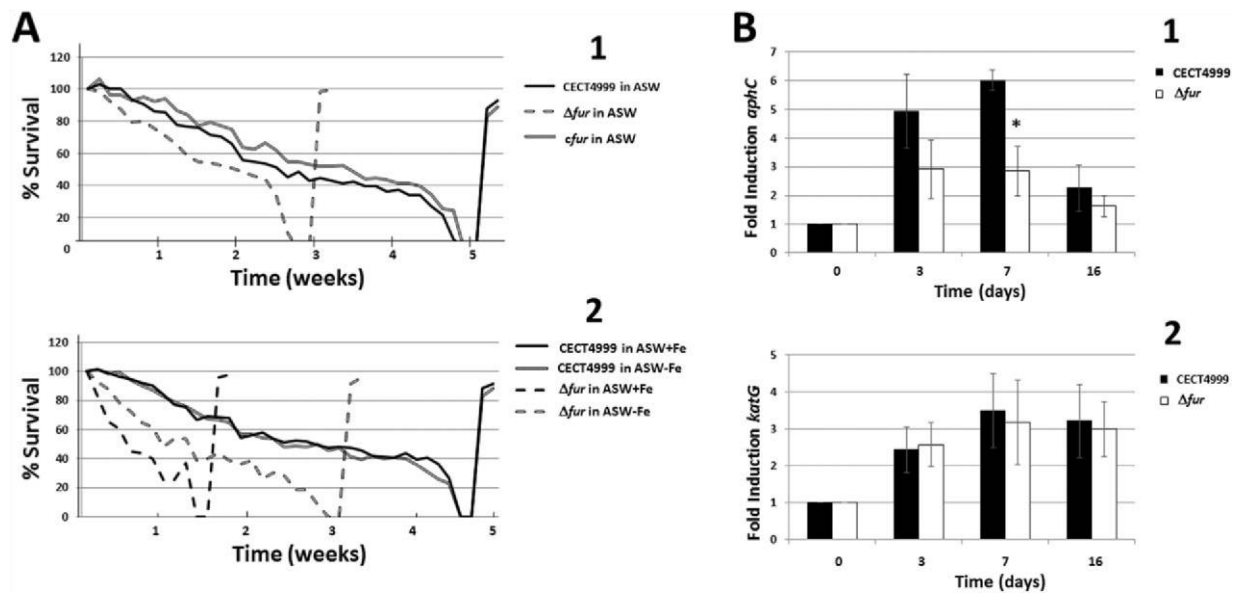 A
1
% Survival
120
100
80
60
40
20
0
1
2
3
4
5
Time (weeks)
CECT4999 in ASW
Δfur in ASW
cfur in ASW
2
% Survival
120
100
80
60
40
20
0
1
2
3
4
5
Time (weeks)
CECT4999 in ASW+Fe
CECT4999 in ASW-Fe
Δfur in ASW+Fe
Δfur in ASW-Fe
B
1
Fold Induction aphC
7
6
5
4
3
2
1
0
*
0
3
7
16
Time (days)
CECT4999
Δfur
2
Fold Induction katG
5
4
3
2
1
0
0
3
7
16
Time (days)
CECT4999
Δfur